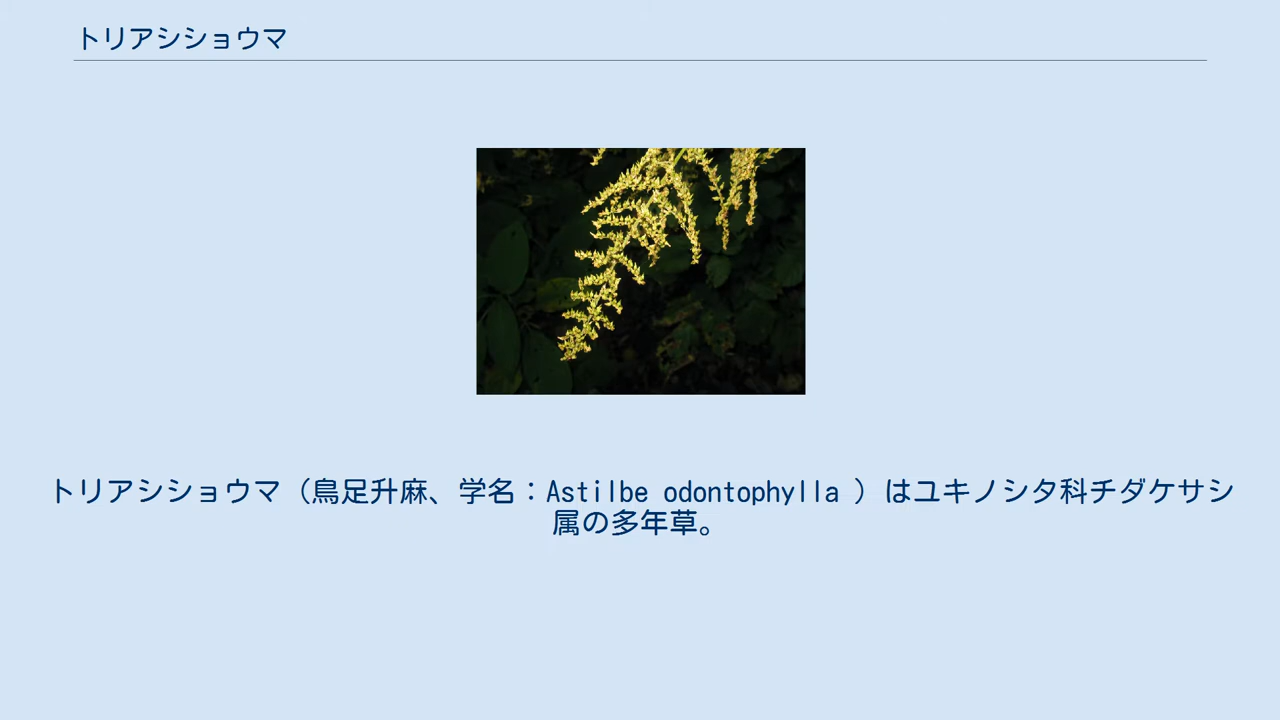 トリアシショウマ
トリアシショウマ（鳥足升麻、学名：Astilbe odontophylla ）はユキノシタ科チダケサシ
属の多年草。